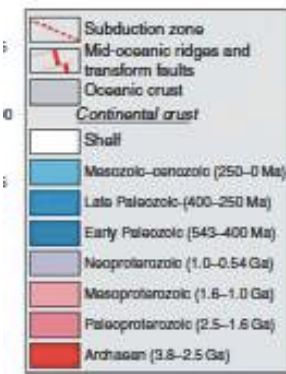 Subduction zone
Mid-oceanic ridges and
transform faults
Oceanic crust
Continental crust
Shelf
Mesozoic-cenozoic (250–0 Ma)
Late Paleozoic (400–250 Ma)
Early Paleozoic (543–400 Ma)
Neoproterozoic (1.0–0.54 Ga)
Mesoproterozoic (1.6–1.0 Ga)
Paleoproterozoic (2.5–1.6 Ga)
Archaean (3.8–2.5 Ga)